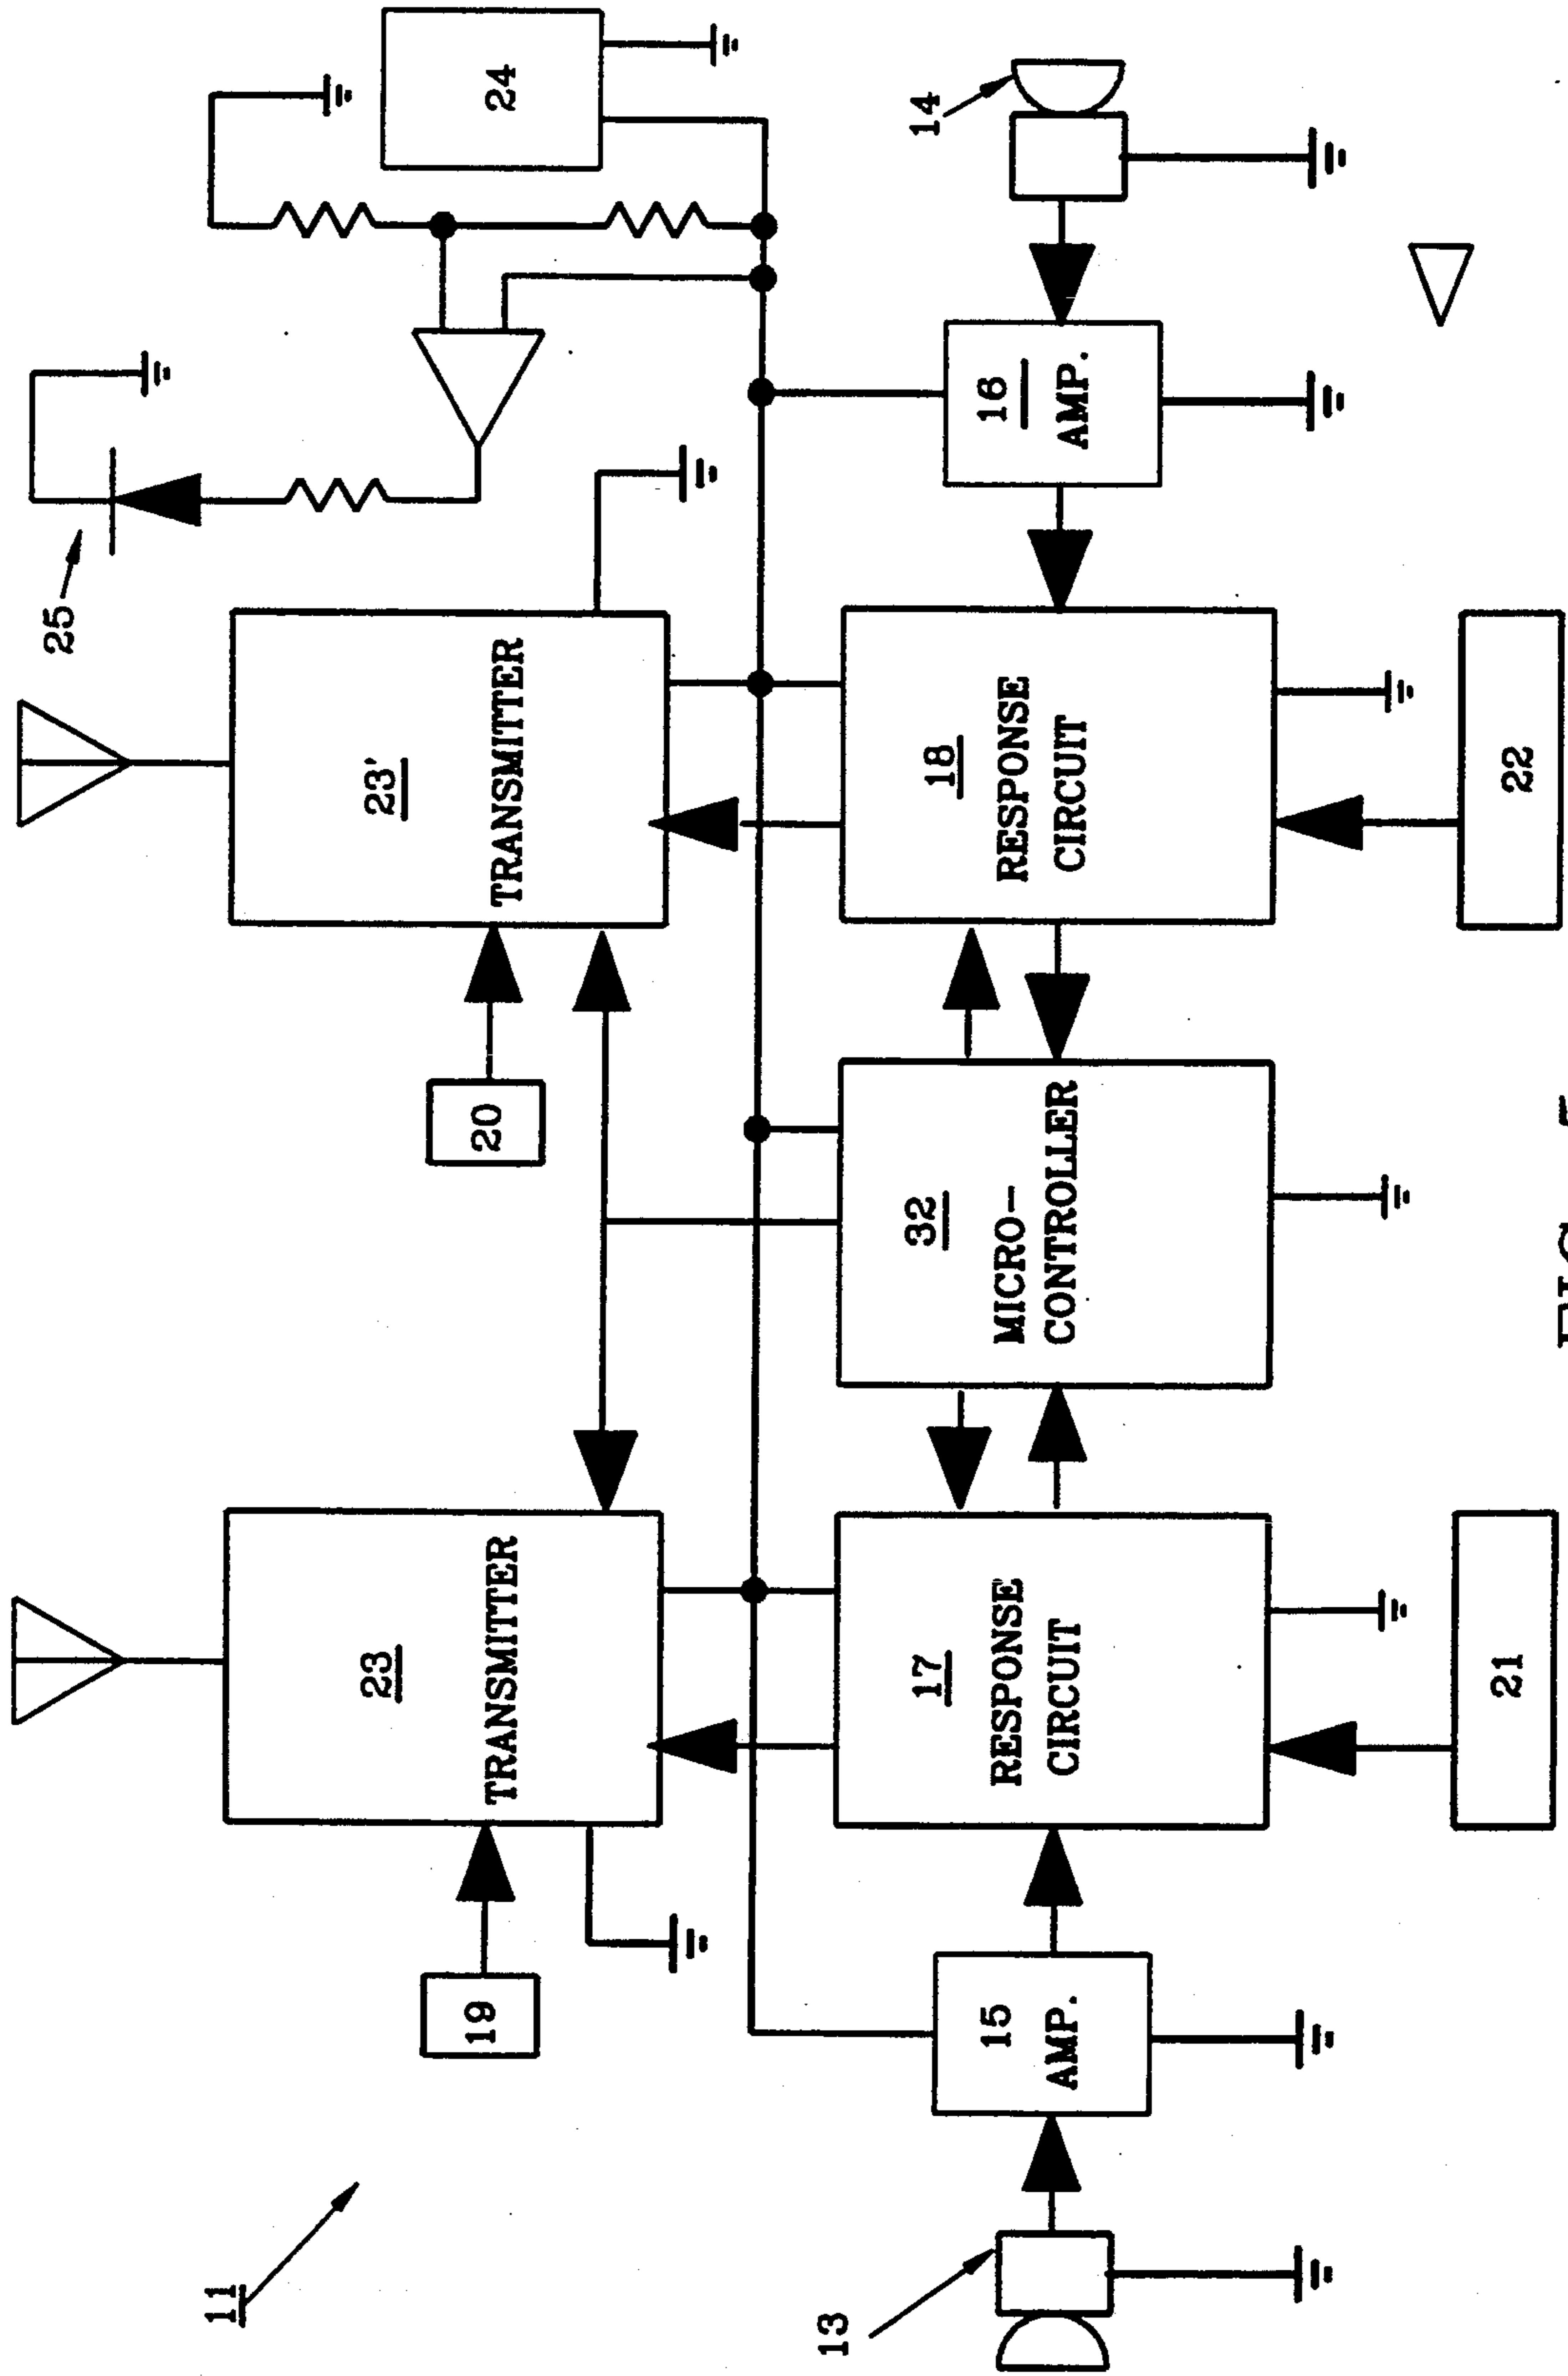 11
25
23
TRANSMITTER
23'
TRANSMITTER
19
20
24
13
15
AMP.
17
RESPONSE
CIRCUIT
32
MICRO-
CONTROLLER
18
RESPONSE
CIRCUIT
16
AMP.
14
21
22